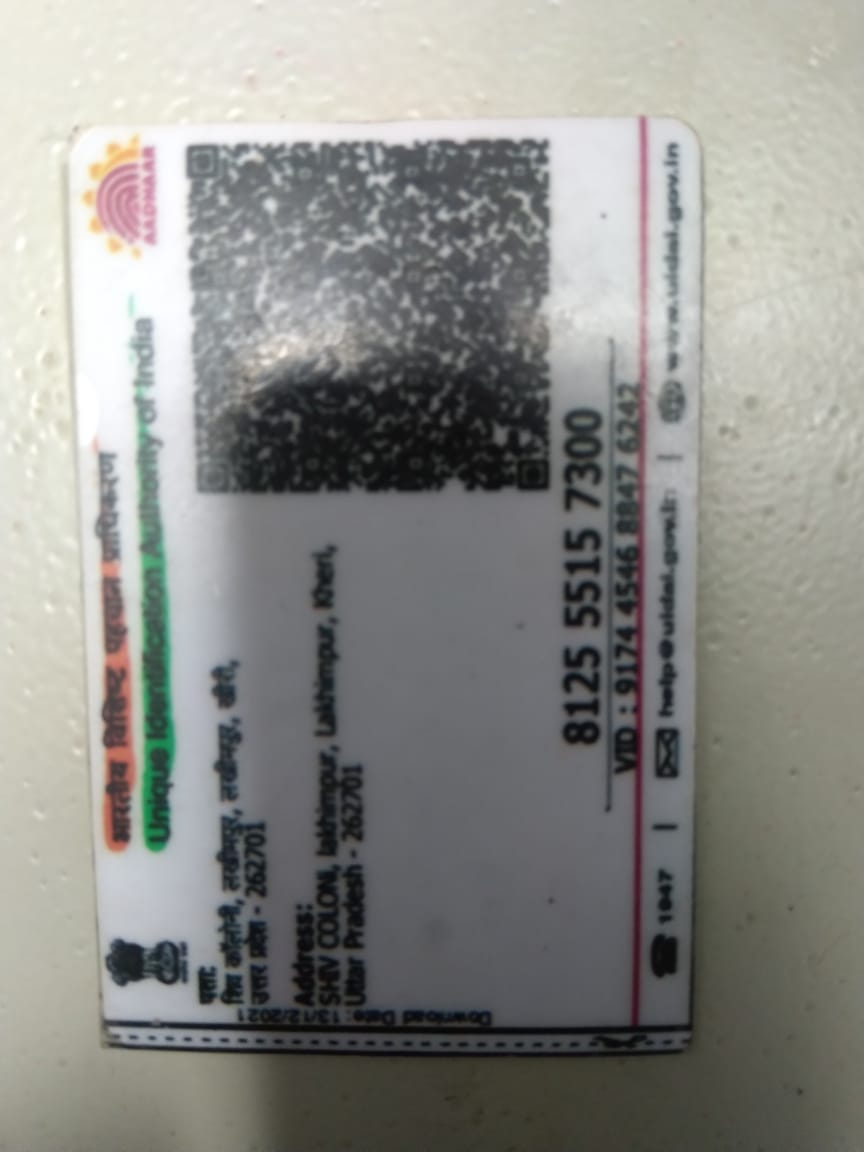 भारतीय विशिष्ट पहचान प्राधिकरण
Unique Identification Authority of India
AADHAAR
पता:
शिव कॉलोनी, लखीमपुर, लखीमपुर, खीरी,
उत्तर प्रदेश - 262701
Address:
SHIV COLONI, lakhimpur, Lakhimpur, Kheri,
Uttar Pradesh - 262701
Download Date: 13/12/2021
8125 5515 7300
VID : 9174 4546 8847 6242
1947 | help@uidai.gov.in | www.uidai.gov.in